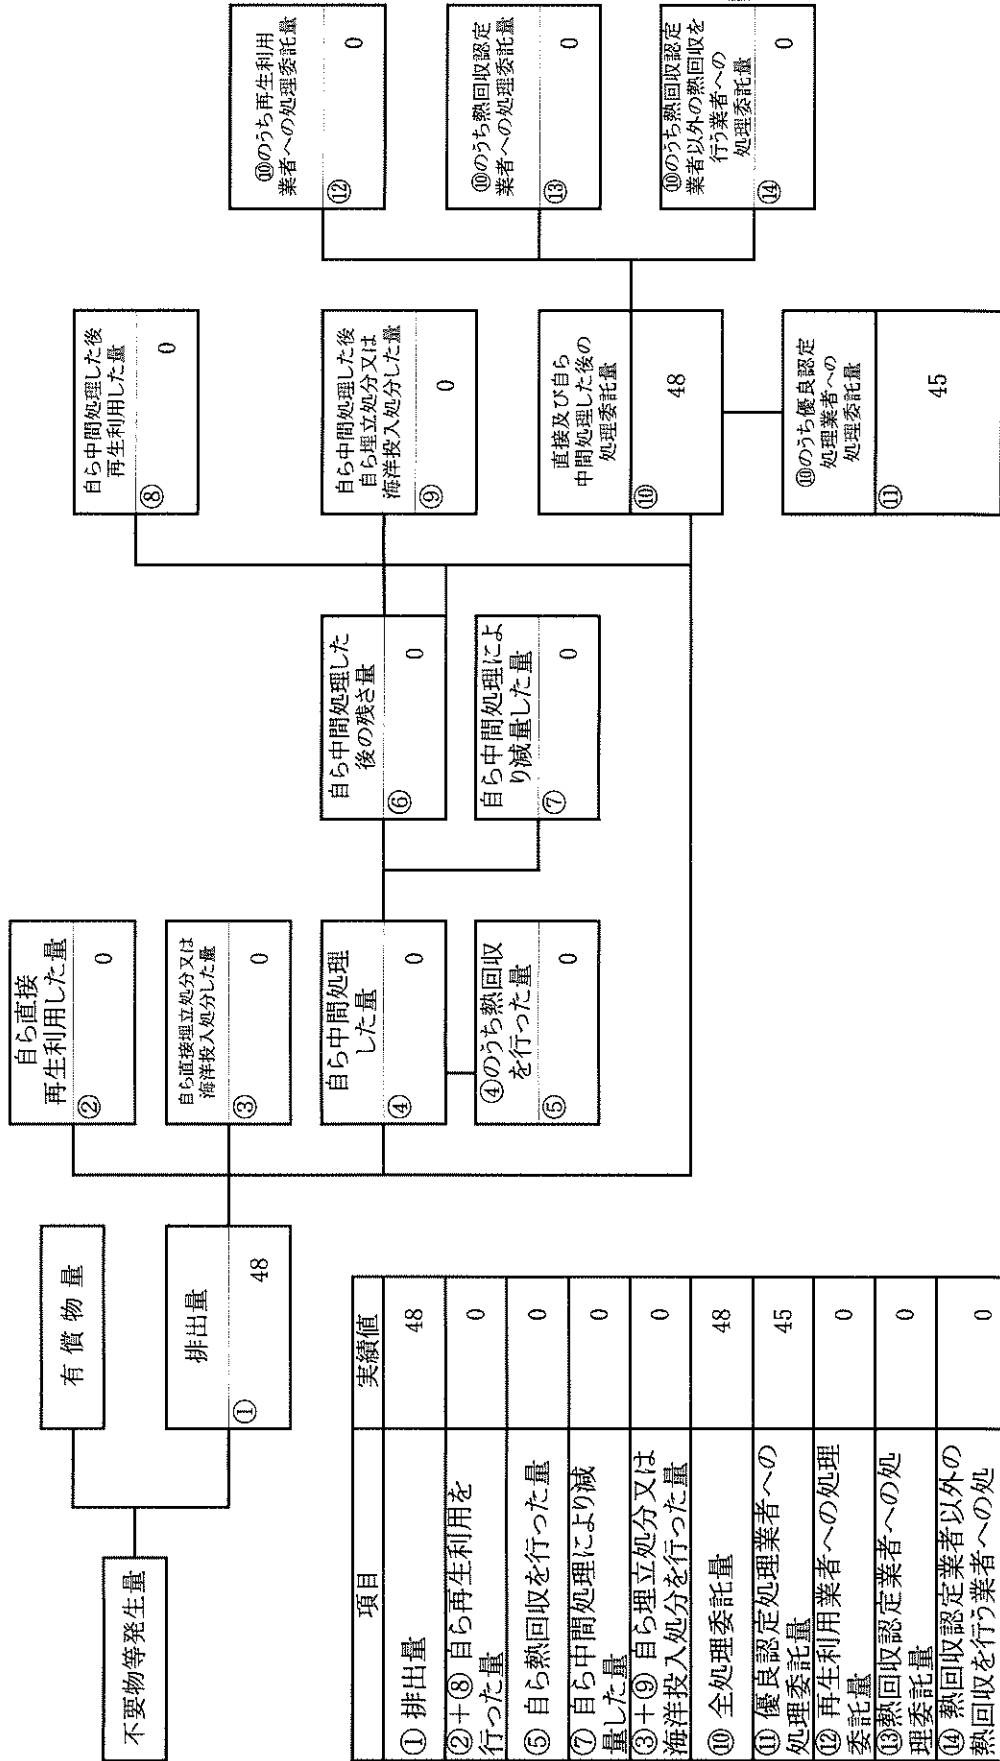 不要物等発生量
有償物量
排出量
①
48
自ら直接
再生利用した量
②
0
自ら直接埋立処分又は
海洋投入処分した量
③
0
自ら中間処理
した量
④
0
④のうち熱回収
を行った量
⑤
0
自ら中間処理した
後の残さ量
⑥
0
自ら中間処理によ
り減量した量
⑦
0
自ら中間処理した後
再生利用した量
⑧
0
自ら中間処理した後
自ら埋立処分又は
海洋投入処分した量
⑨
0
直接及び自ら
中間処理した後の
処理委託量
⑩
48
⑩のうち優良認定
処理業者への
処理委託量
⑪
45
⑩のうち再生利用
業者への処理委託量
⑫
0
⑩のうち熱回収認定
業者への処理委託量
⑬
0
⑩のうち熱回収認定
業者以外の熱回収を
行う業者への
処理委託量
⑭
0
項目 実績値
① 排出量 48
②+⑧ 自ら再生利用を
行った量 0
⑤ 自ら熱回収を行った量 0
⑦ 自ら中間処理により減
量した量 0
③+⑨ 自ら埋立処分又は
海洋投入処分を行った量 0
⑩ 全処理委託量 48
⑪ 優良認定処理業者への
処理委託量 45
⑫ 再生利用業者への処理
委託量 0
⑬熱回収認定業者への処
理委託量 0
⑭ 熱回収認定業者以外の
熱回収を行う業者への処 0